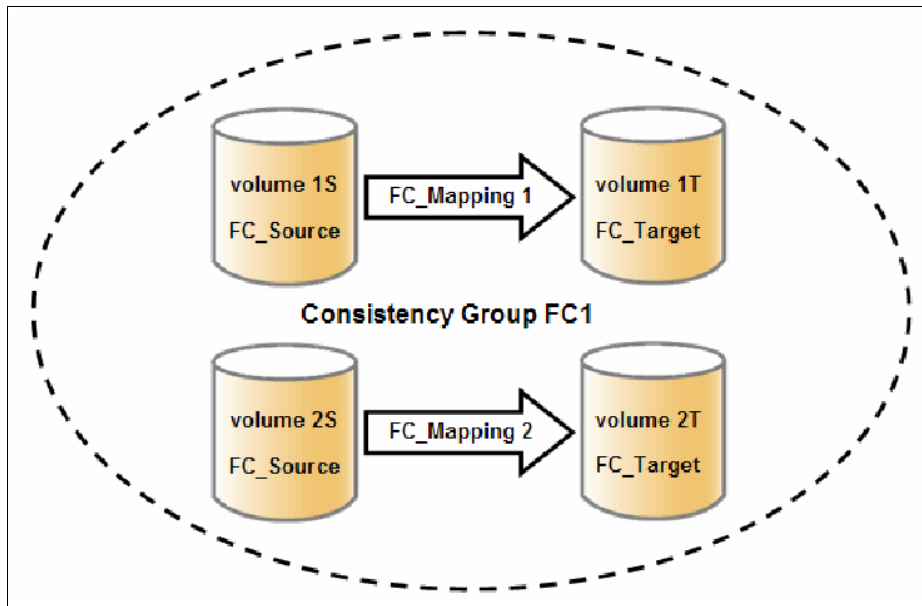 volume 1S
FC_Source
FC_Mapping 1
volume 1T
FC_Target
Consistency Group FC1
volume 2S
FC_Source
FC_Mapping 2
volume 2T
FC_Target